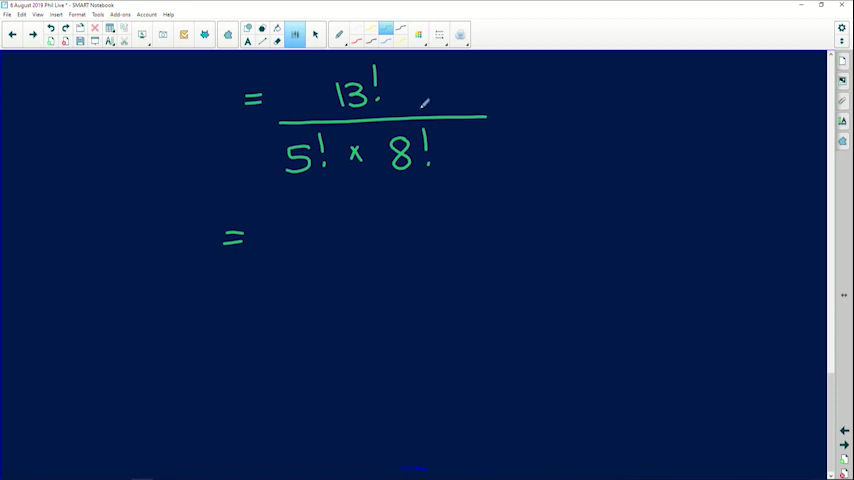 8 August 2019 Phil Live * - SMART Notebook
File Edit View Insert Format Tools Add-ons Account Help
= 13!
5! × 8!
=